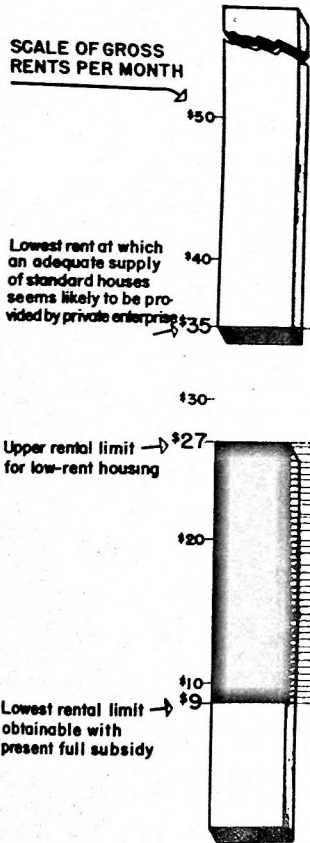 SCALE OF GROSS
RENTS PER MONTH
$50
Lowest rent at which
an adequate supply
of standard houses
seems likely to be pro-
vided by private enterprise
$40
$35
$30
Upper rental limit
for low-rent housing
$27
$20
$10
$9
Lowest rental limit
obtainable with
present full subsidy